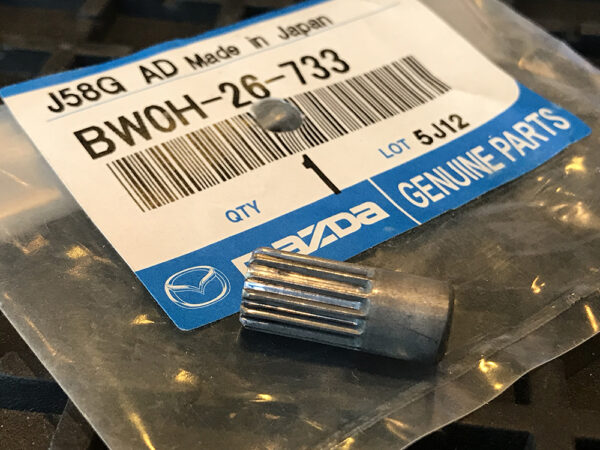 J58G AD Made in Japan
BW0H-26-733
QTY 1 LOT 5J12
mazda GENUINE PARTS